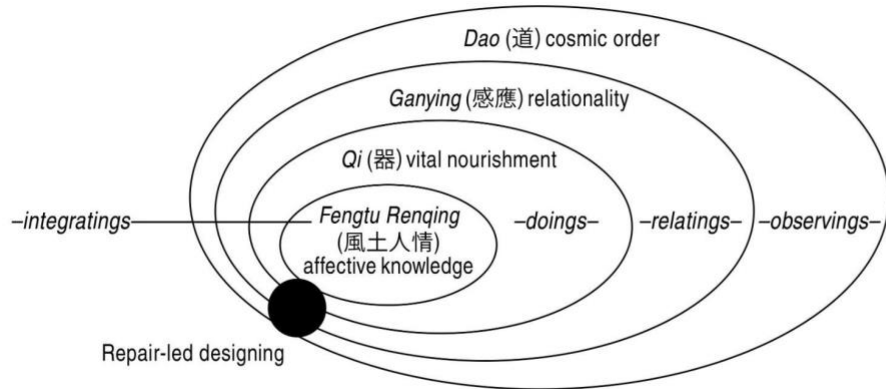 Dao (道) cosmic order
Ganying (感應) relationality
Qi (器) vital nourishment
–integratings–
Fengtu Renqing
(風土人情)
affective knowledge
–doings–
–relatings–
–observings–
Repair-led designing